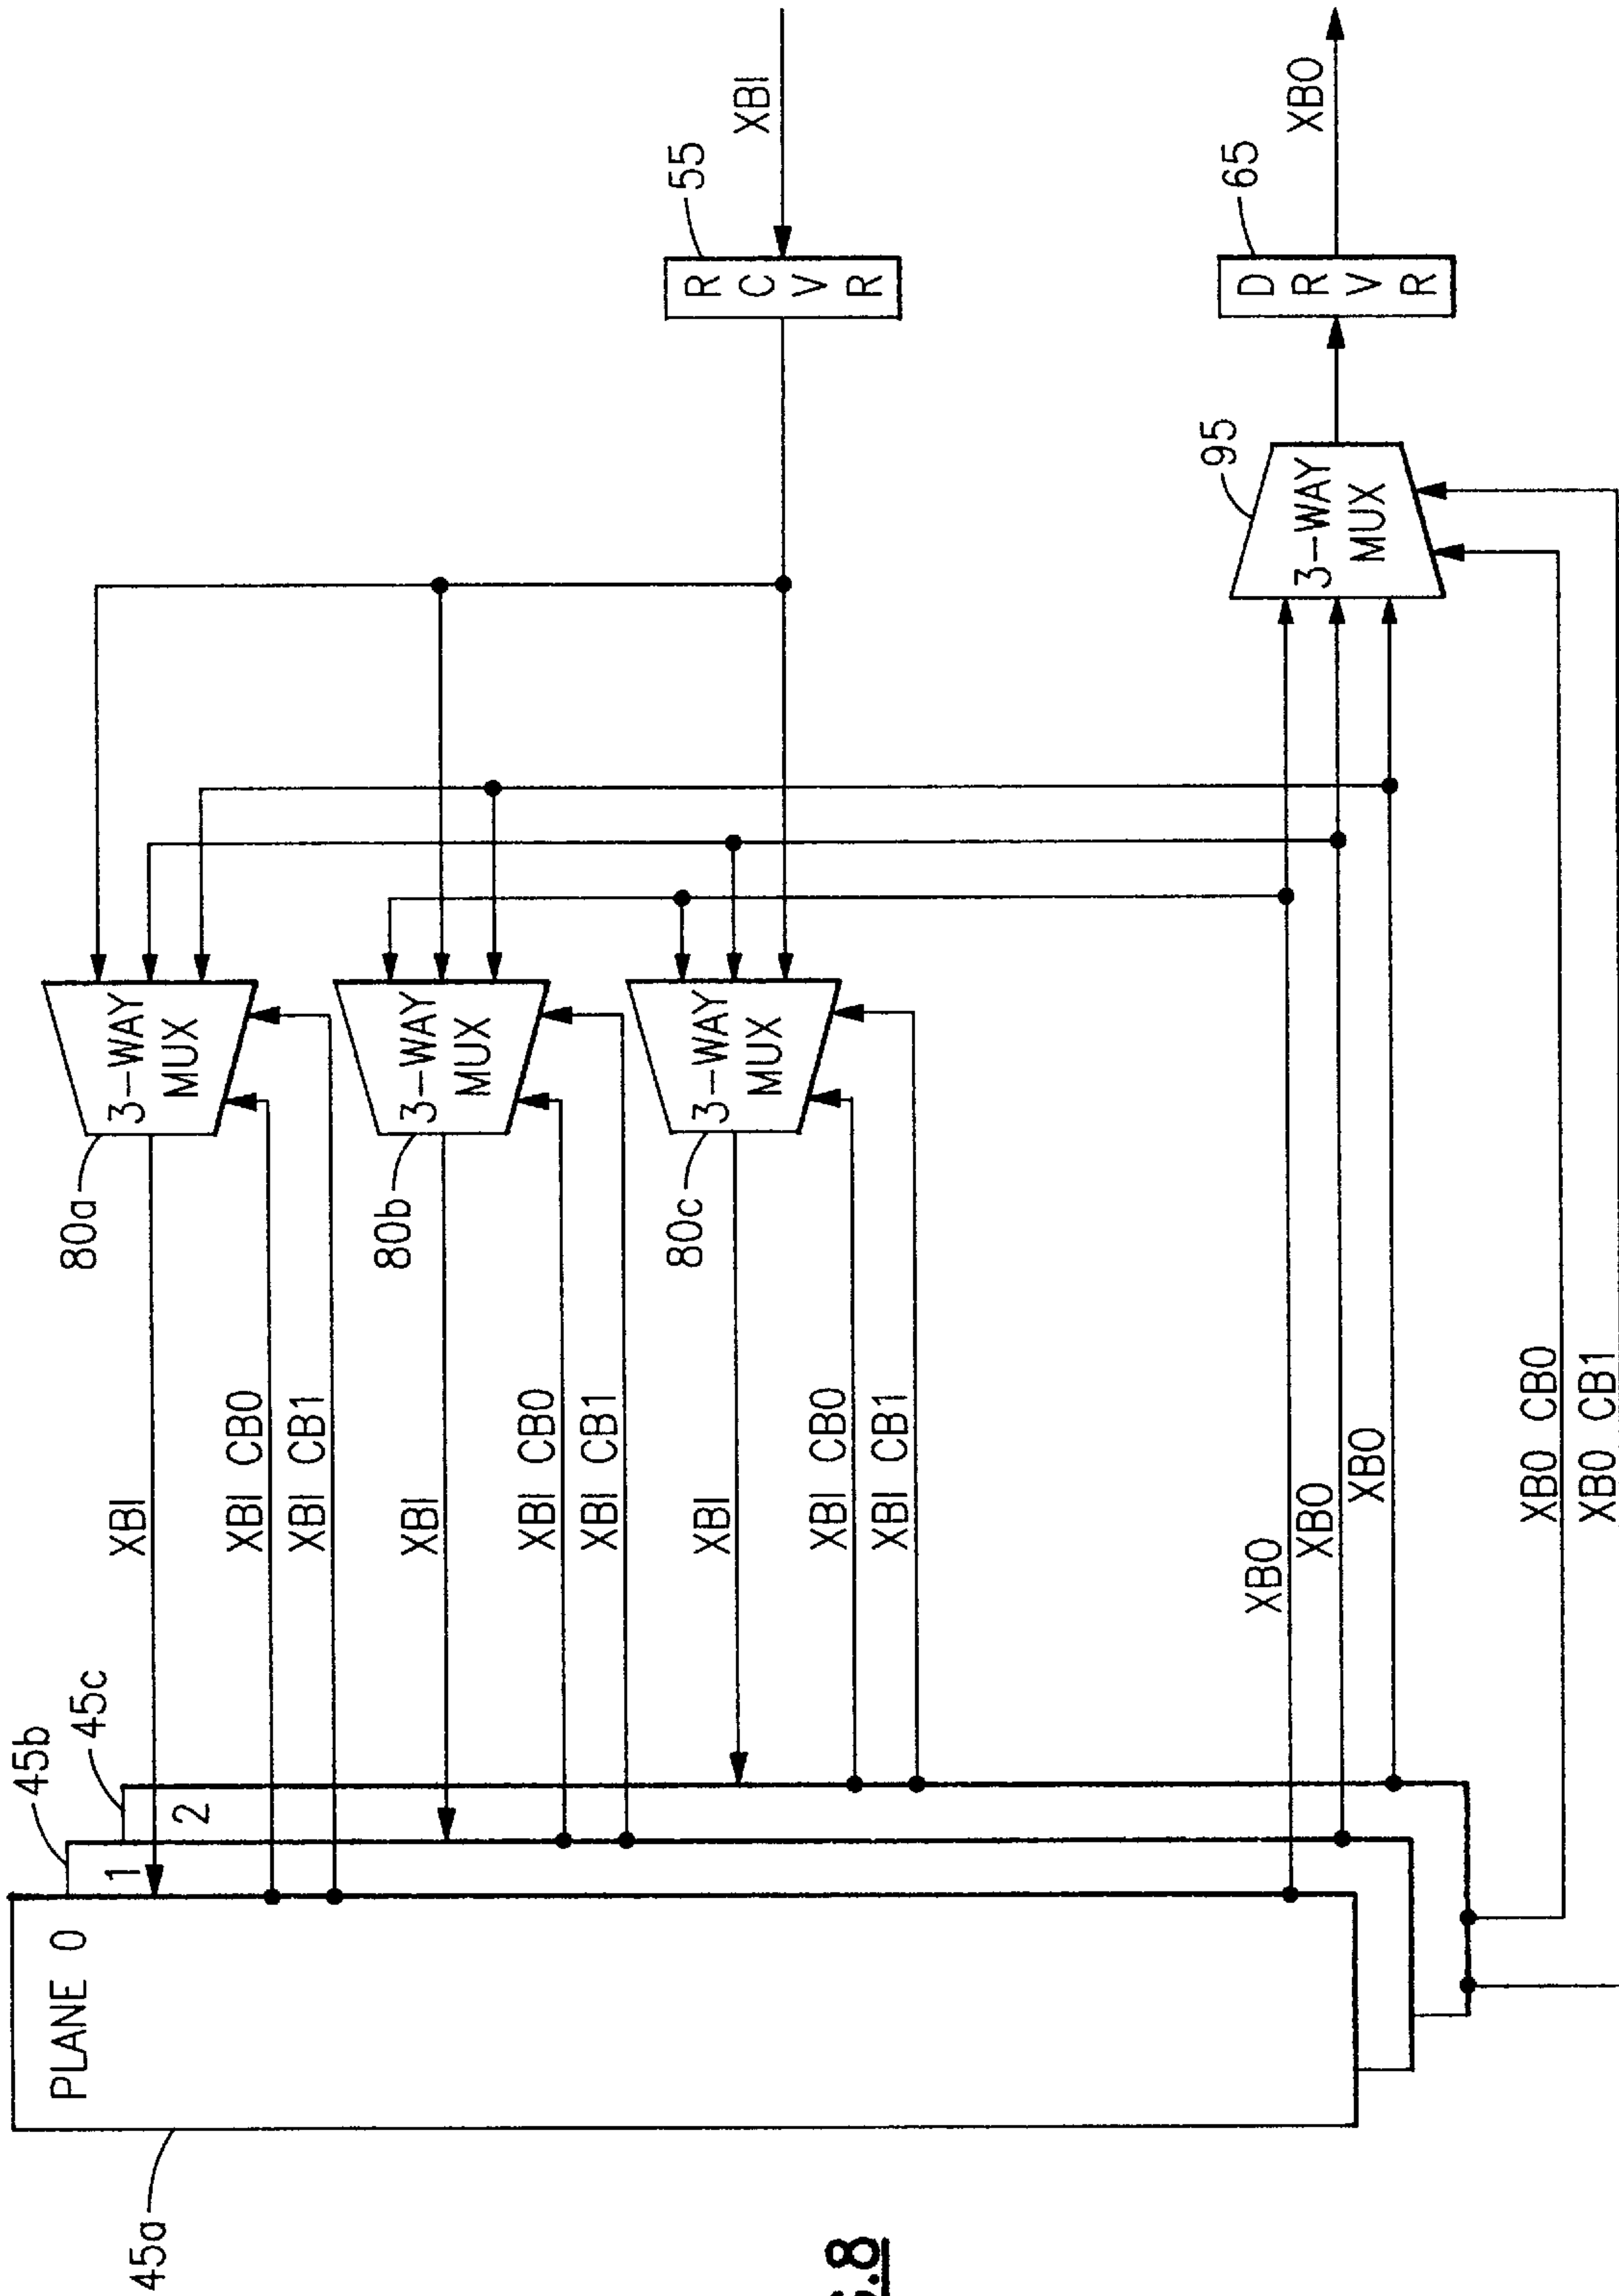 45a
PLANE 0
1
2
45b
45c
XBI
XBI CB0
XBI CB1
XBI
XBI CB0
XBI CB1
XBI
XBI CB0
XBI CB1
80a
3-WAY
MUX
80b
3-WAY
MUX
80c
3-WAY
MUX
XBI
55
RCVR
XBO
XBO
XBO
XBO CB0
XBO CB1
95
3-WAY
MUX
65
DRVR
XBO
.8